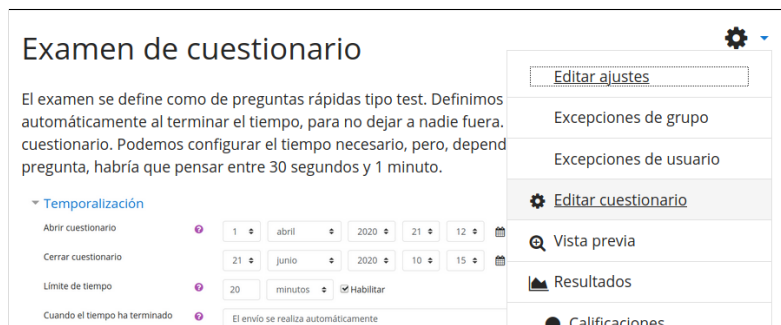 Examen de cuestionario
El examen se define como de preguntas rápidas tipo test. Definimos
automáticamente al terminar el tiempo, para no dejar a nadie fuera.
cuestionario. Podemos configurar el tiempo necesario, pero, depend
pregunta, habría que pensar entre 30 segundos y 1 minuto.
Temporalización
Abrir cuestionario 1 abril 2020 21 12
Cerrar cuestionario 21 junio 2020 10 15
Límite de tiempo 20 minutos Habilitar
Cuando el tiempo ha terminado El envío se realiza automáticamente
Editar ajustes
Excepciones de grupo
Excepciones de usuario
Editar cuestionario
Vista previa
Resultados
Calificaciones